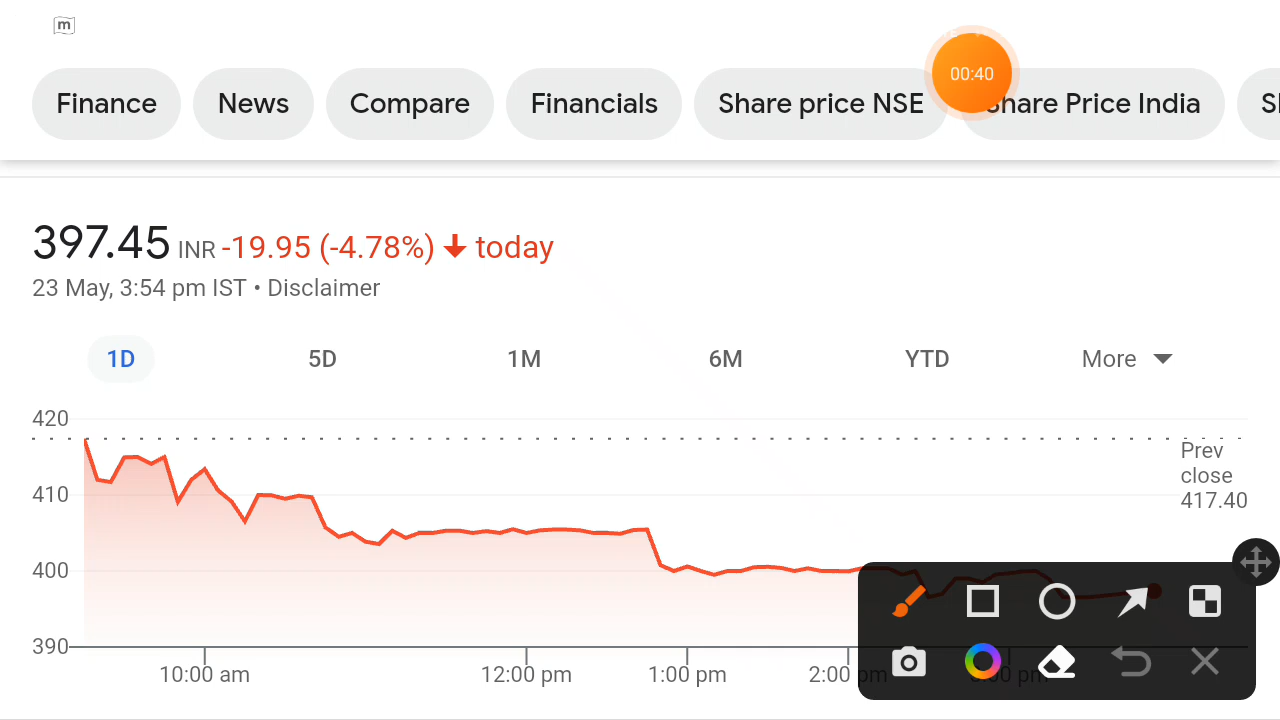 m
00:40
Finance News Compare Financials Share price NSE Share Price India
397.45 INR -19.95 (-4.78%) today
23 May, 3:54 pm IST • Disclaimer
1D 5D 1M 6M YTD More
420
Prev
close
417.40
410
400
390
10:00 am 12:00 pm 1:00 pm 2:00 pm